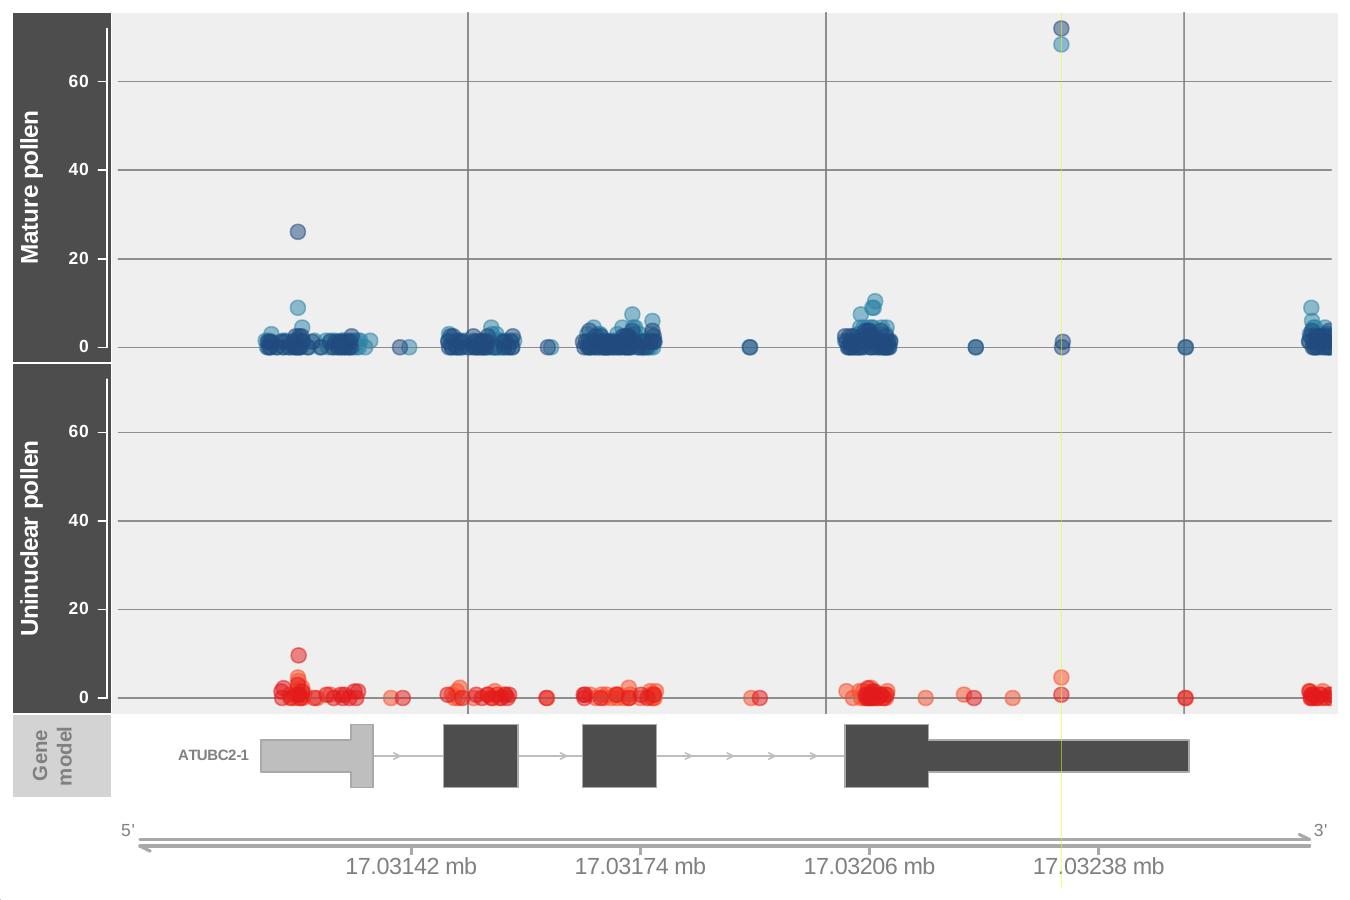 Mature pollen
60
40
20
0
Uninuclear pollen
60
40
20
0
Gene
model
ATUBC2-1
5'
3'
17.03142 mb
17.03174 mb
17.03206 mb
17.03238 mb